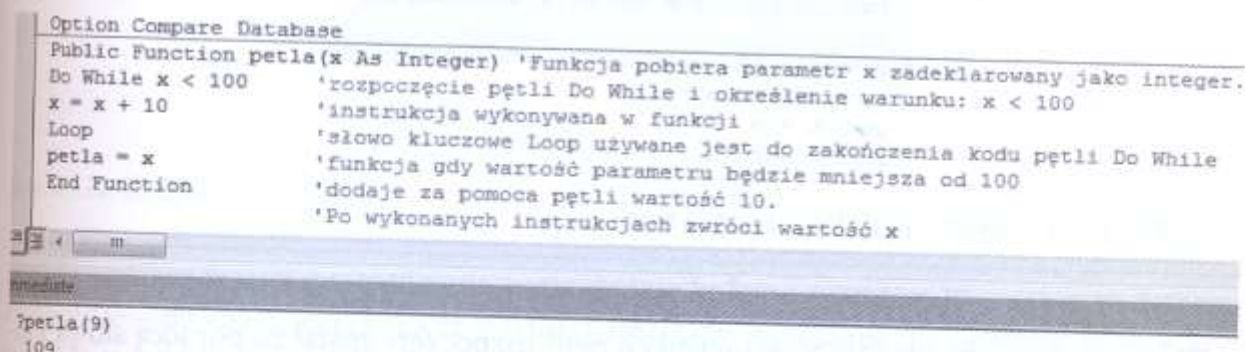 Option Compare Database
Public Function petla(x As Integer) 'Funkcja pobiera parametr x zadeklarowany jako integer.
Do While x < 100 'rozpoczęcie pętli Do While i określenie warunku: x < 100
x = x + 10 'instrukcja wykonywana w funkcji
Loop 'słowo kluczowe Loop używane jest do zakończenia kodu pętli Do While
petla = x 'funkcja gdy wartość parametru będzie mniejsza od 100
End Function 'dodaje za pomoca pętli wartość 10.
'Po wykonanych instrukcjach zwróci wartość x
?petla(9)
109